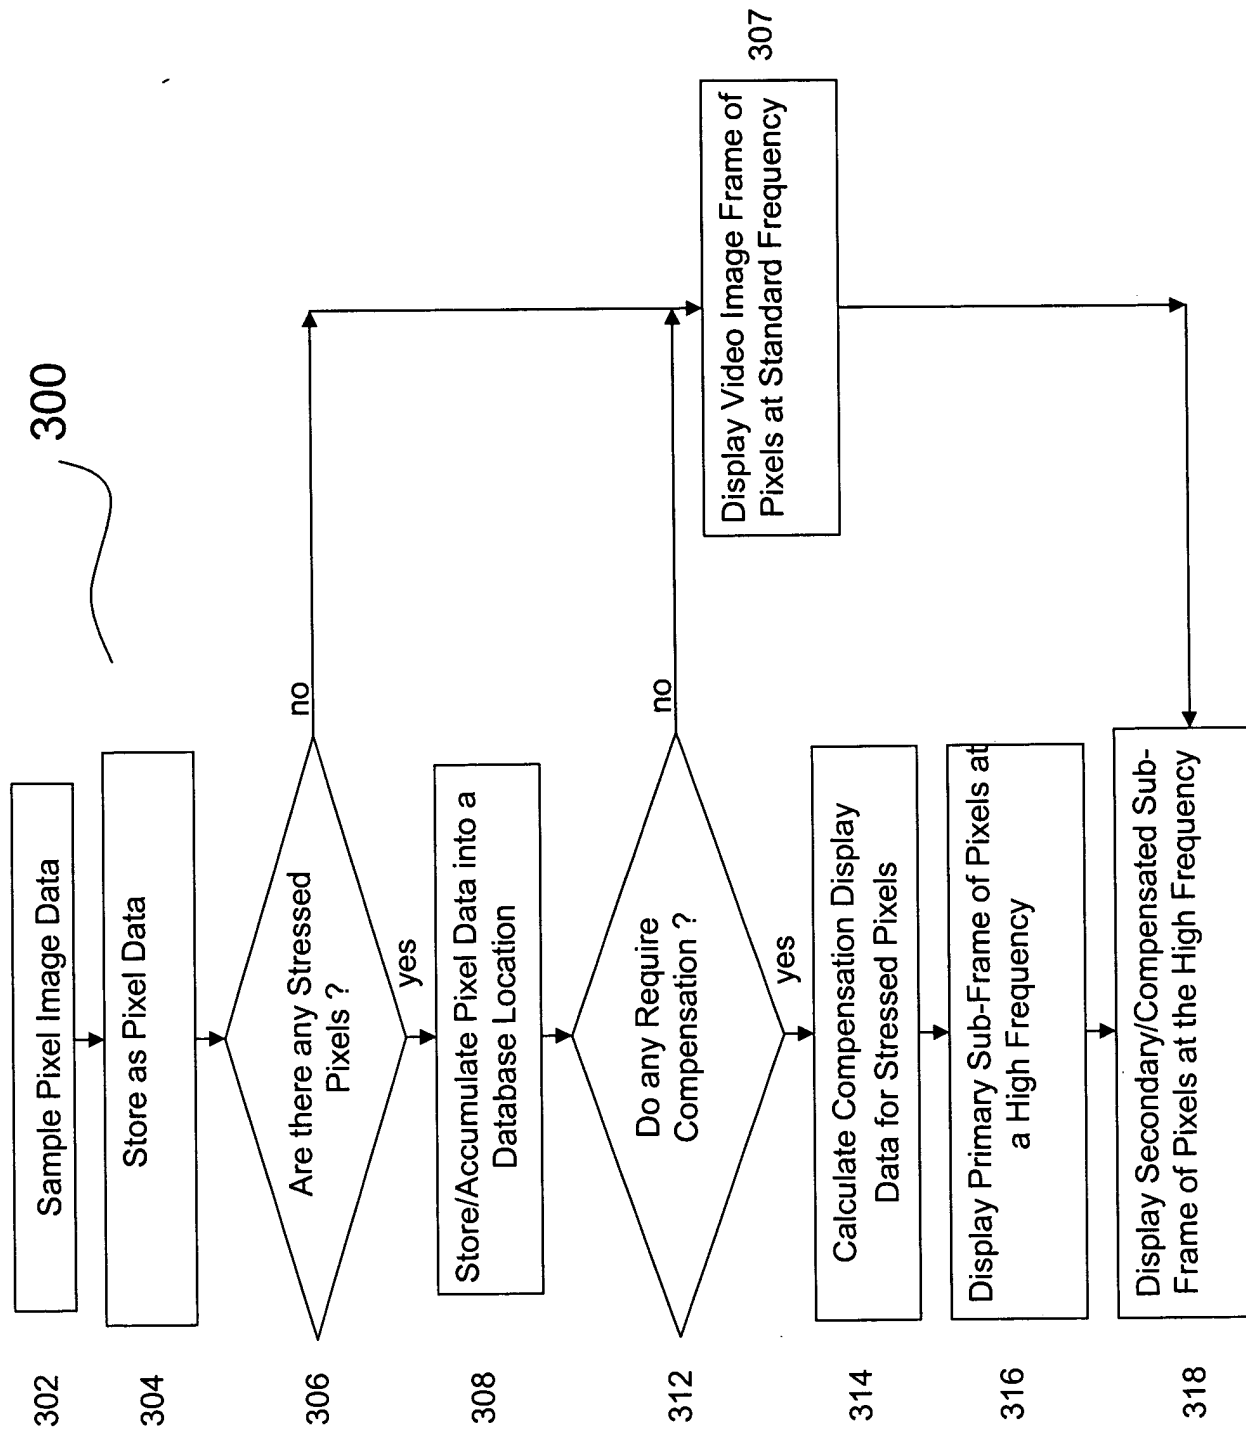 300
302
Sample Pixel Image Data
304
Store as Pixel Data
306
Are there any Stressed
Pixels ?
no
yes
308
Store/Accumulate Pixel Data into a
Database Location
312
Do any Require
Compensation ?
no
yes
307
Display Video Image Frame of
Pixels at Standard Frequency
314
Calculate Compensation Display
Data for Stressed Pixels
316
Display Primary Sub-Frame of Pixels at
a High Frequency
318
Display Secondary/Compensated Sub-
Frame of Pixels at the High Frequency